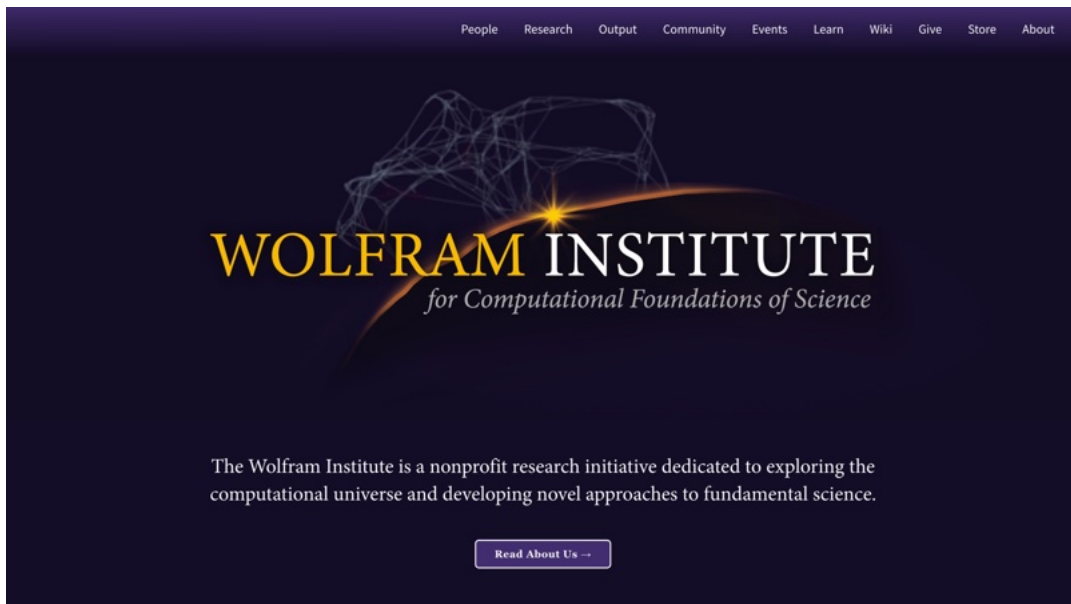 People Research Output Community Events Learn Wiki Give Store About
WOLFRAM INSTITUTE
for Computational Foundations of Science
The Wolfram Institute is a nonprofit research initiative dedicated to exploring the
computational universe and developing novel approaches to fundamental science.
Read About Us →